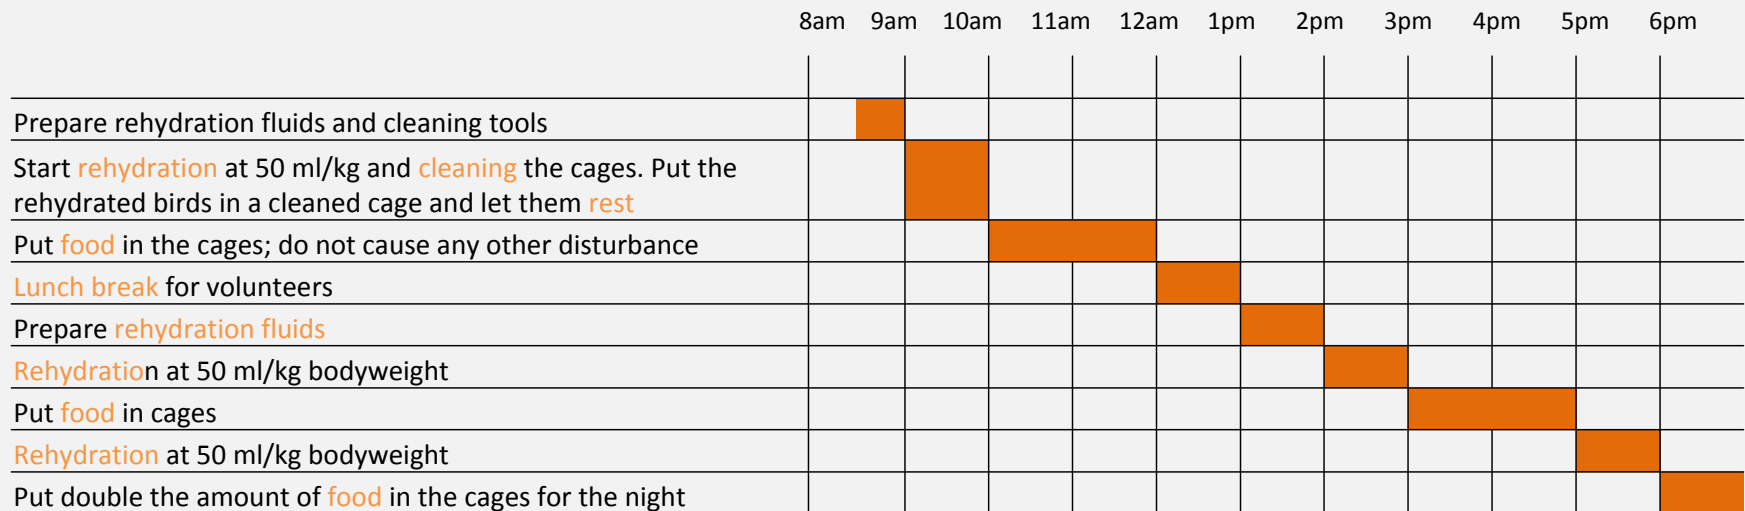 8am 9am 10am 11am 12am 1pm 2pm 3pm 4pm 5pm 6pm
Prepare rehydration fluids and cleaning tools
Start rehydration at 50 ml/kg and cleaning the cages. Put the
rehydrated birds in a cleaned cage and let them rest
Put food in the cages; do not cause any other disturbance
Lunch break for volunteers
Prepare rehydration fluids
Rehydration at 50 ml/kg bodyweight
Put food in cages
Rehydration at 50 ml/kg bodyweight
Put double the amount of food in the cages for the night